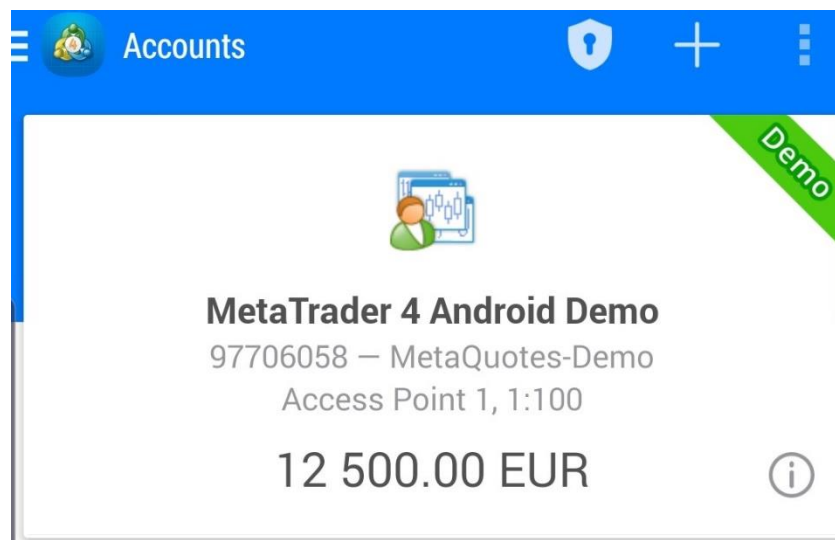 Accounts
Demo
MetaTrader 4 Android Demo
97706058 — MetaQuotes-Demo
Access Point 1, 1:100
12 500.00 EUR